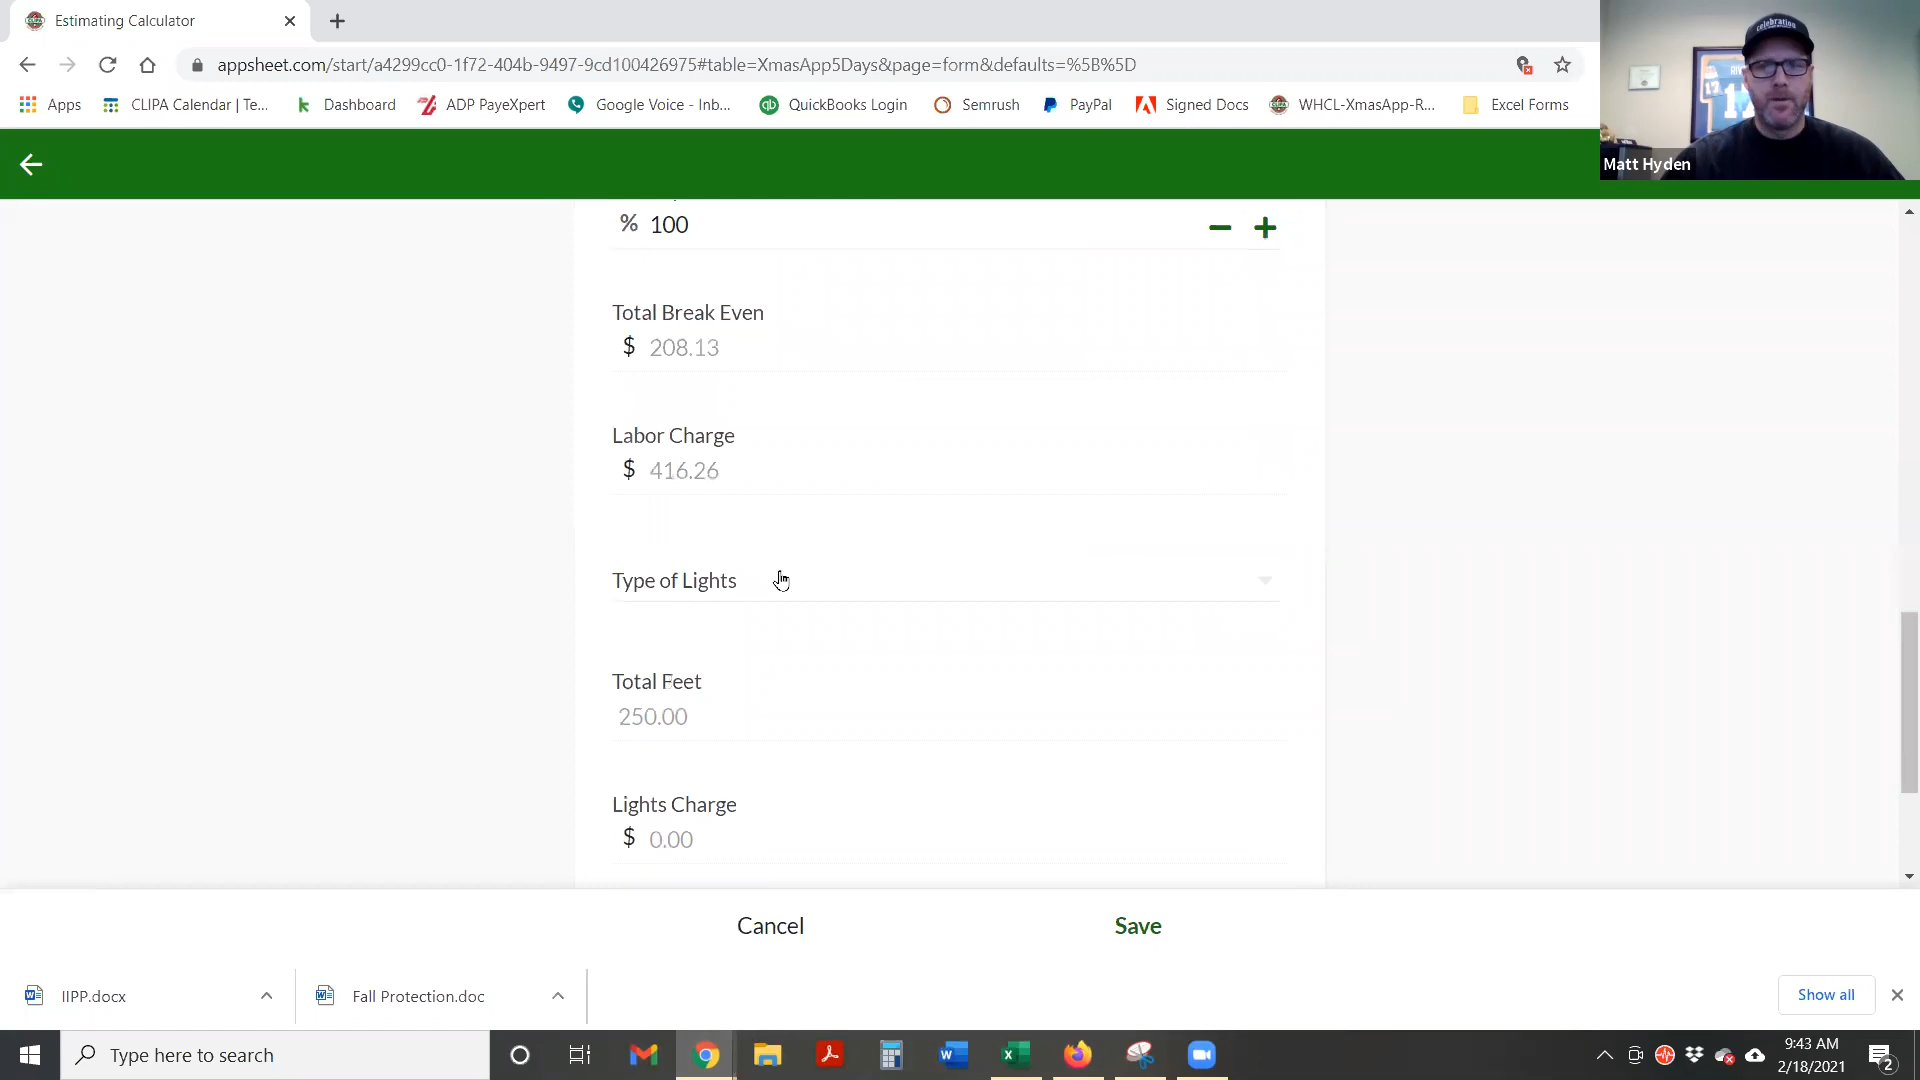 Estimating Calculator
appsheet.com/start/a4299cc0-1f72-404b-9497-9cd100426975#table=XmasApp5Days&page=form&defaults=%5B%5D
Apps CLIPA Calendar | Te... Dashboard ADP PayeXpert Google Voice - Inb... QuickBooks Login Semrush PayPal Signed Docs WHCL-XmasApp-R... Excel Forms
celebration
Matt Hyden
% 100
Total Break Even
$ 208.13
Labor Charge
$ 416.26
Type of Lights
Total Feet
250.00
Lights Charge
$ 0.00
Cancel Save
IIPP.docx Fall Protection.doc Show all
Type here to search
9:43 AM
2/18/2021
2